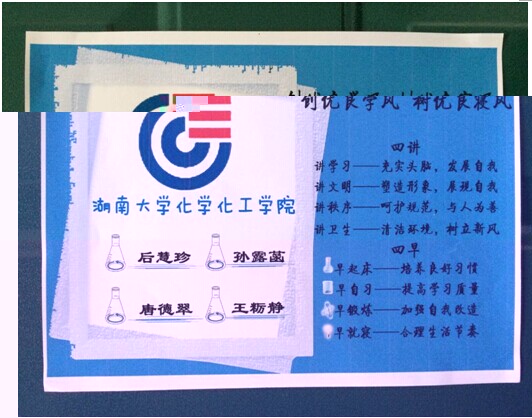 创优良学风 树优良寝风
湖南大学化学化工学院
后慧珍 孙露菡
唐德翠 王粝静
四讲
讲学习——充实头脑，发展自我
讲文明——塑造形象，展现自我
讲秩序——呵护规范，与人为善
讲卫生——清洁环境，树立新风
四早
早起床——培养良好习惯
早自习——提高学习质量
早锻炼——加强自我改造
早就寝——合理生活节奏